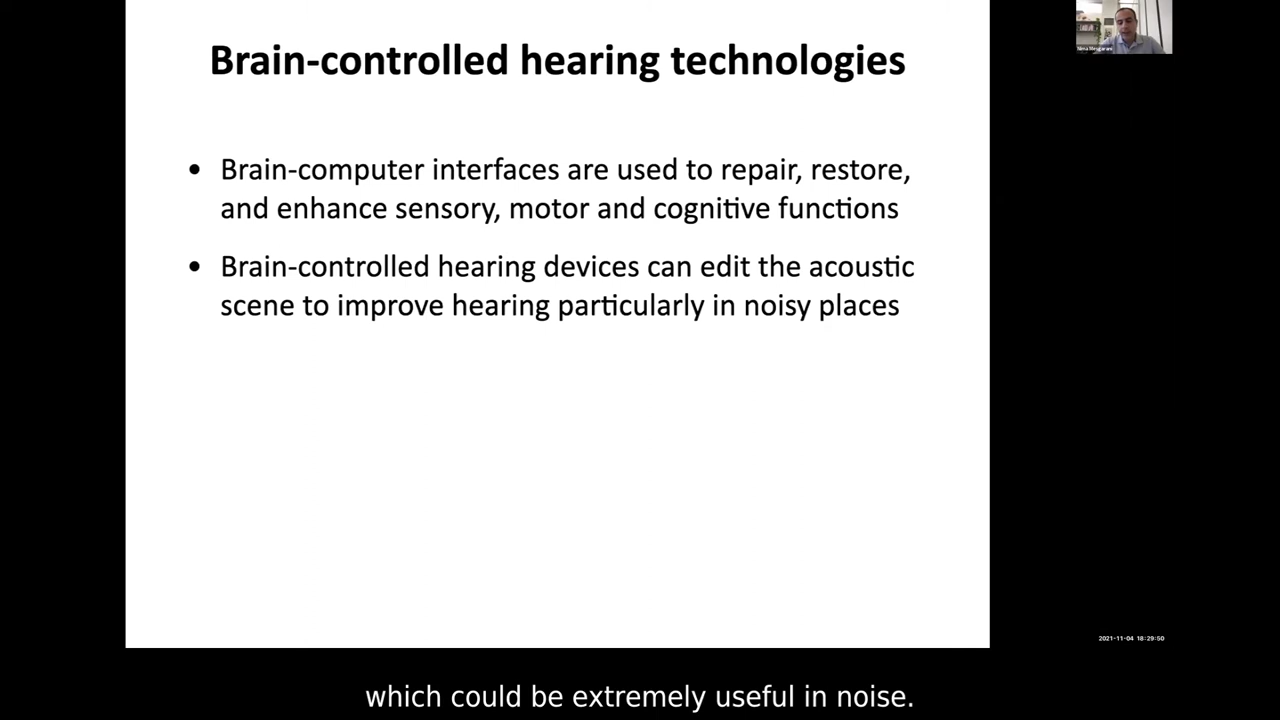 Brain-controlled hearing technologies
• Brain-computer interfaces are used to repair, restore,
and enhance sensory, motor and cognitive functions
• Brain-controlled hearing devices can edit the acoustic
scene to improve hearing particularly in noisy places
Nima Mesgarani
2021-11-04 18:29:50
which could be extremely useful in noise.